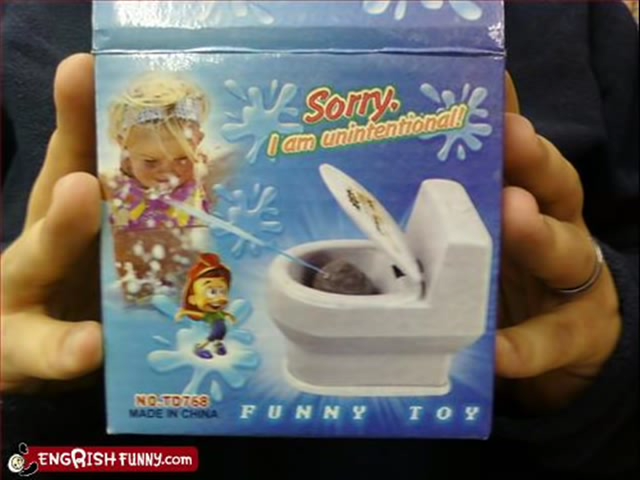 Sorry.
I am unintentional!
NO.TD768
MADE IN CHINA
FUNNY TOY
ENGRISH FUNNY.com